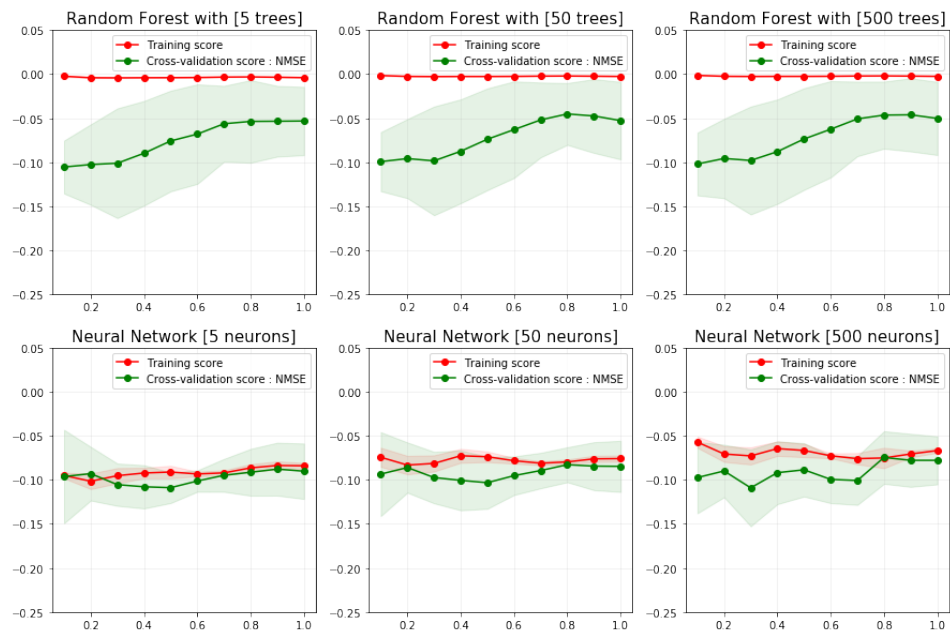 Random Forest with [5 trees]
0.05
0.00
−0.05
−0.10
−0.15
−0.20
−0.25
0.2 0.4 0.6 0.8 1.0
Training score
Cross-validation score : NMSE
Random Forest with [50 trees]
0.05
0.00
−0.05
−0.10
−0.15
−0.20
−0.25
0.2 0.4 0.6 0.8 1.0
Training score
Cross-validation score : NMSE
Random Forest with [500 trees]
0.05
0.00
−0.05
−0.10
−0.15
−0.20
−0.25
0.2 0.4 0.6 0.8 1.0
Training score
Cross-validation score : NMSE
Neural Network [5 neurons]
0.05
0.00
−0.05
−0.10
−0.15
−0.20
−0.25
0.2 0.4 0.6 0.8 1.0
Training score
Cross-validation score : NMSE
Neural Network [50 neurons]
0.05
0.00
−0.05
−0.10
−0.15
−0.20
−0.25
0.2 0.4 0.6 0.8 1.0
Training score
Cross-validation score : NMSE
Neural Network [500 neurons]
0.05
0.00
−0.05
−0.10
−0.15
−0.20
−0.25
0.2 0.4 0.6 0.8 1.0
Training score
Cross-validation score : NMSE